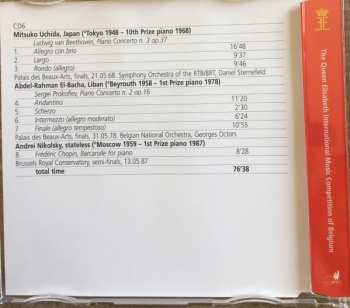 CD6
Mitsuko Uchida, Japan (*Tokyo 1948 – 10th Prize piano 1968)
Ludwig van Beethoven, Piano Concerto n. 3 op.37
1 Allegro con brio 16'48
2 Largo 9'37
3 Rondo (allegro) 9'46
Palais des Beaux-Arts, finals, 21.05.68. Symphony Orchestra of the RTB/BRT, Daniel Sternefeld
Abdel-Rahman El-Bacha, Liban (*Beyrouth 1958 – 1st Prize piano 1978)
Sergei Prokofiev, Piano Concerto n. 2 op.16
4 Andantino 11'20
5 Scherzo 2'30
6 Intermezzo (allegro moderato) 6'24
7 Finale (allegro tempestoso) 10'55
Palais des Beaux-Arts, finals, 31.05.78. Belgian National Orchestra, Georges Octors
Andrei Nikolsky, stateless (*Moscow 1959 – 1st Prize piano 1987)
8 Frédéric Chopin, Barcarolle for piano 8'28
Brussels Royal Conservatory, semi-finals, 13.05.87
total time 76'38
The Queen Elisabeth International Music Competition of Belgium